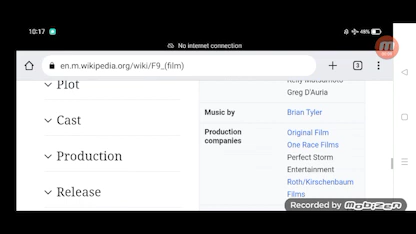 10:17
48%
No internet connection
en.m.wikipedia.org/wiki/F9_(film)
3
Plot
Cast
Production
Release
Kelly Matsumoto
Greg D'Auria
Music by
Brian Tyler
Production
companies
Original Film
One Race Films
Perfect Storm
Entertainment
Roth/Kirschenbaum
Films
Recorded by
MOBIZEN